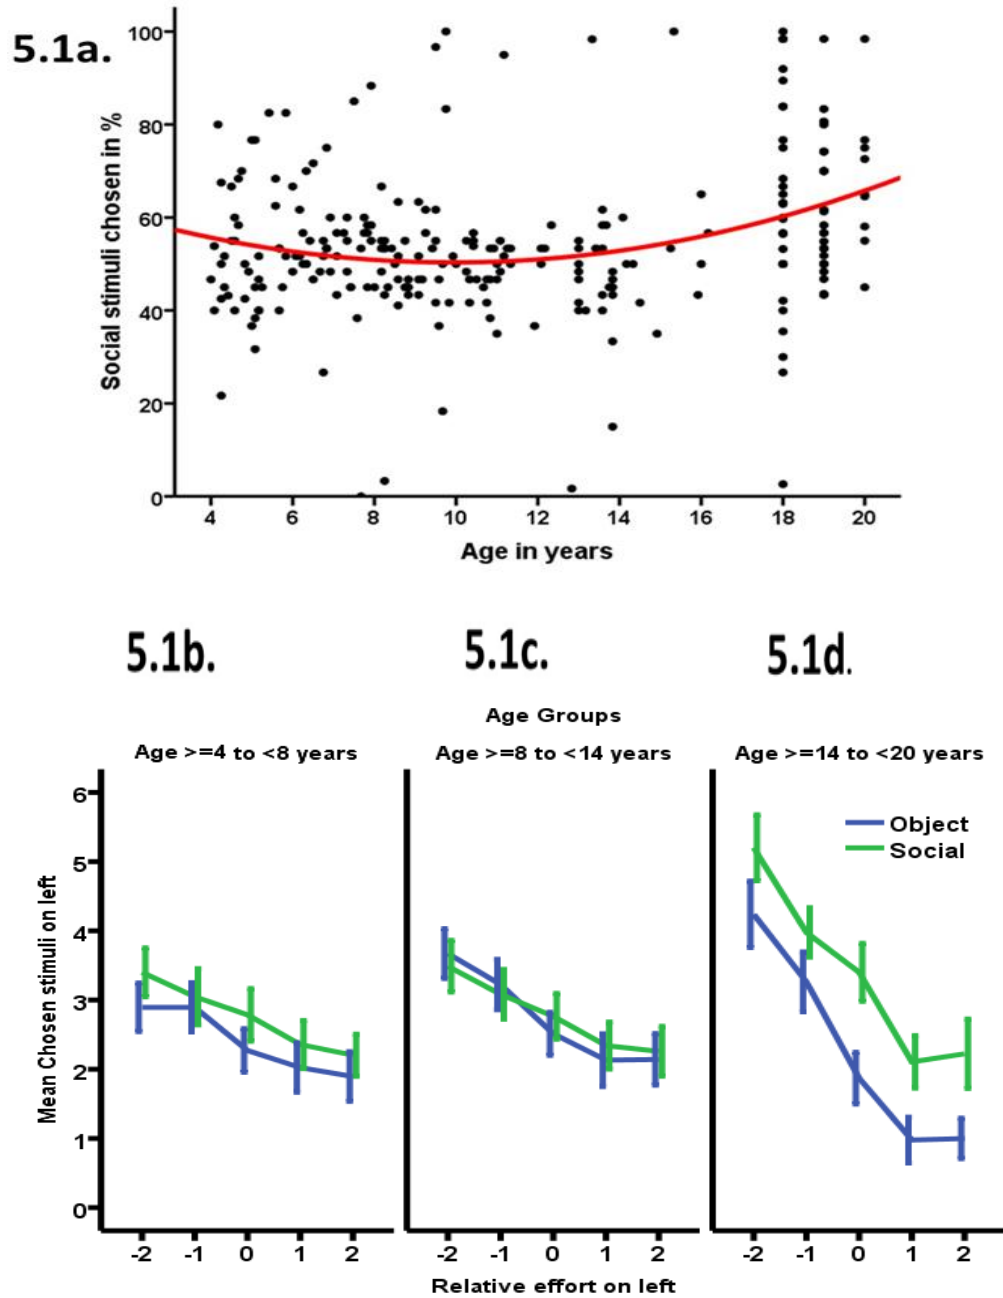 5.1a.
Social stimuli chosen in %
100
80
60
40
20
0
4 6 8 10 12 14 16 18 20
Age in years
5.1b. 5.1c. 5.1d.
Age Groups
Age >=4 to <8 years Age >=8 to <14 years Age >=14 to <20 years
Mean Chosen stimuli on left
6
5
4
3
2
1
0
Object
Social
-2 -1 0 1 2 -2 -1 0 1 2 -2 -1 0 1 2
Relative effort on left